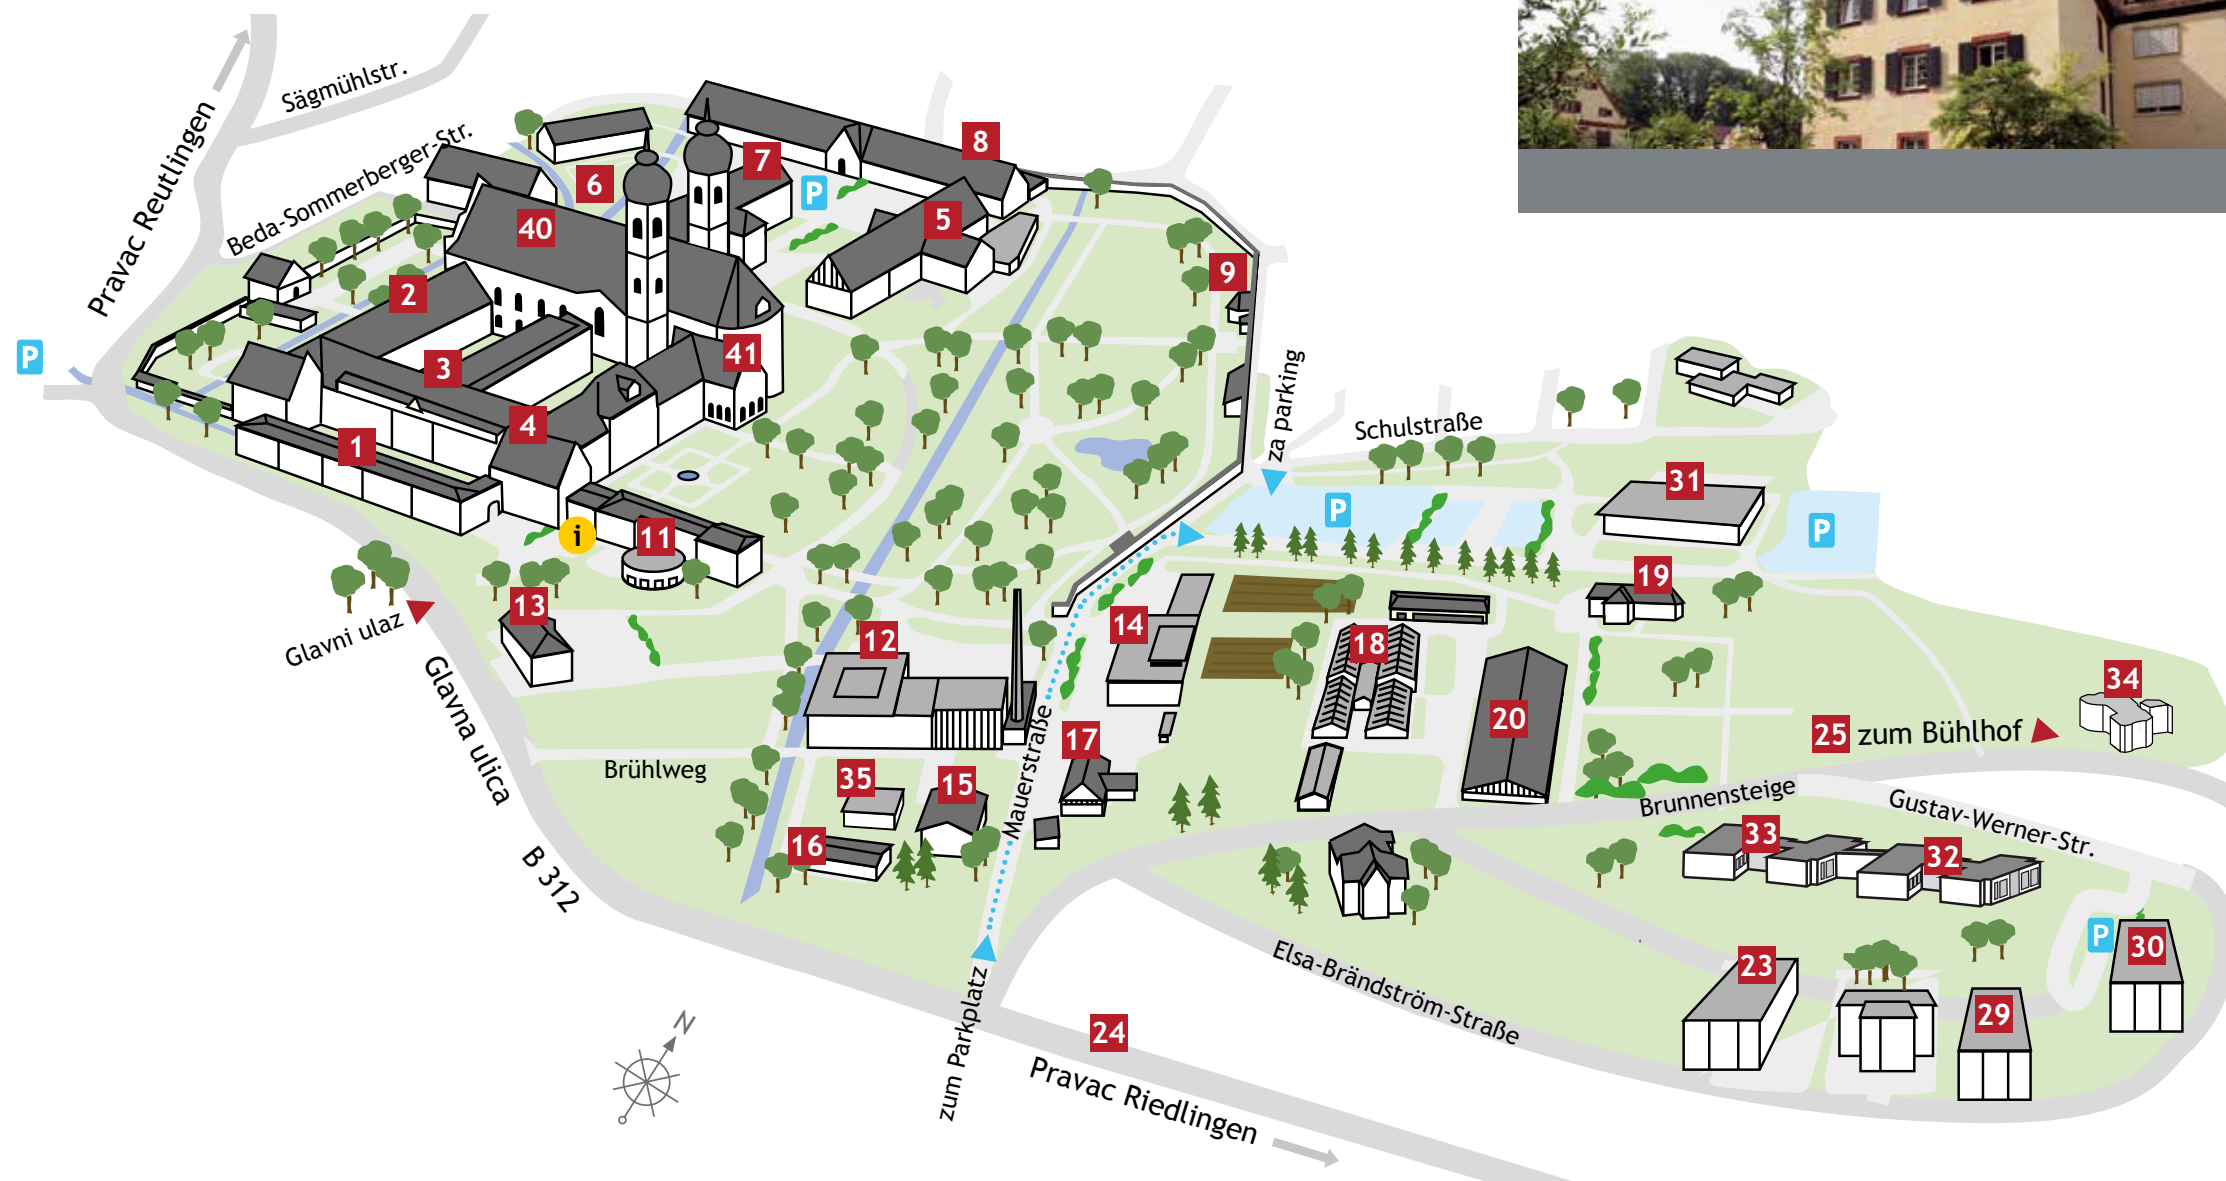 Sägmühlstr.
Pravac Reutlingen
Beda-Sommerberger-Str.
8
7
6
P
5
40
9
2
P
3
41
za parking
4
Schulstraße
1
31
P
P
i
11
19
13
Glavni ulaz
14
12
18
34
Glavna ulica
20
25 zum Bühlhof
17
Mauerstraße
Brühlweg
35
15
Brunnensteige
Gustav-Werner-Str.
16
33
32
B 312
P
30
Elsa-Brändström-Straße
23
29
zum Parkplatz
N
24
Pravac Riedlingen